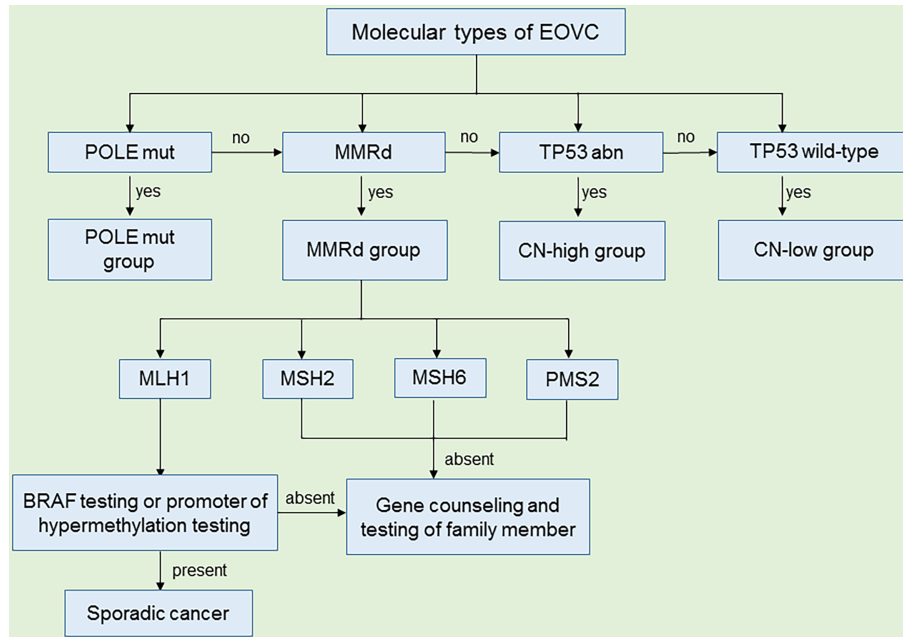 Molecular types of EOVC
POLE mut
no
MMRd
no
TP53 abn
no
TP53 wild-type
yes
yes
yes
yes
POLE mut
group
MMRd group
CN-high group
CN-low group
MLH1
MSH2
MSH6
PMS2
absent
BRAF testing or promoter of
hypermethylation testing
absent
Gene counseling and
testing of family member
present
Sporadic cancer